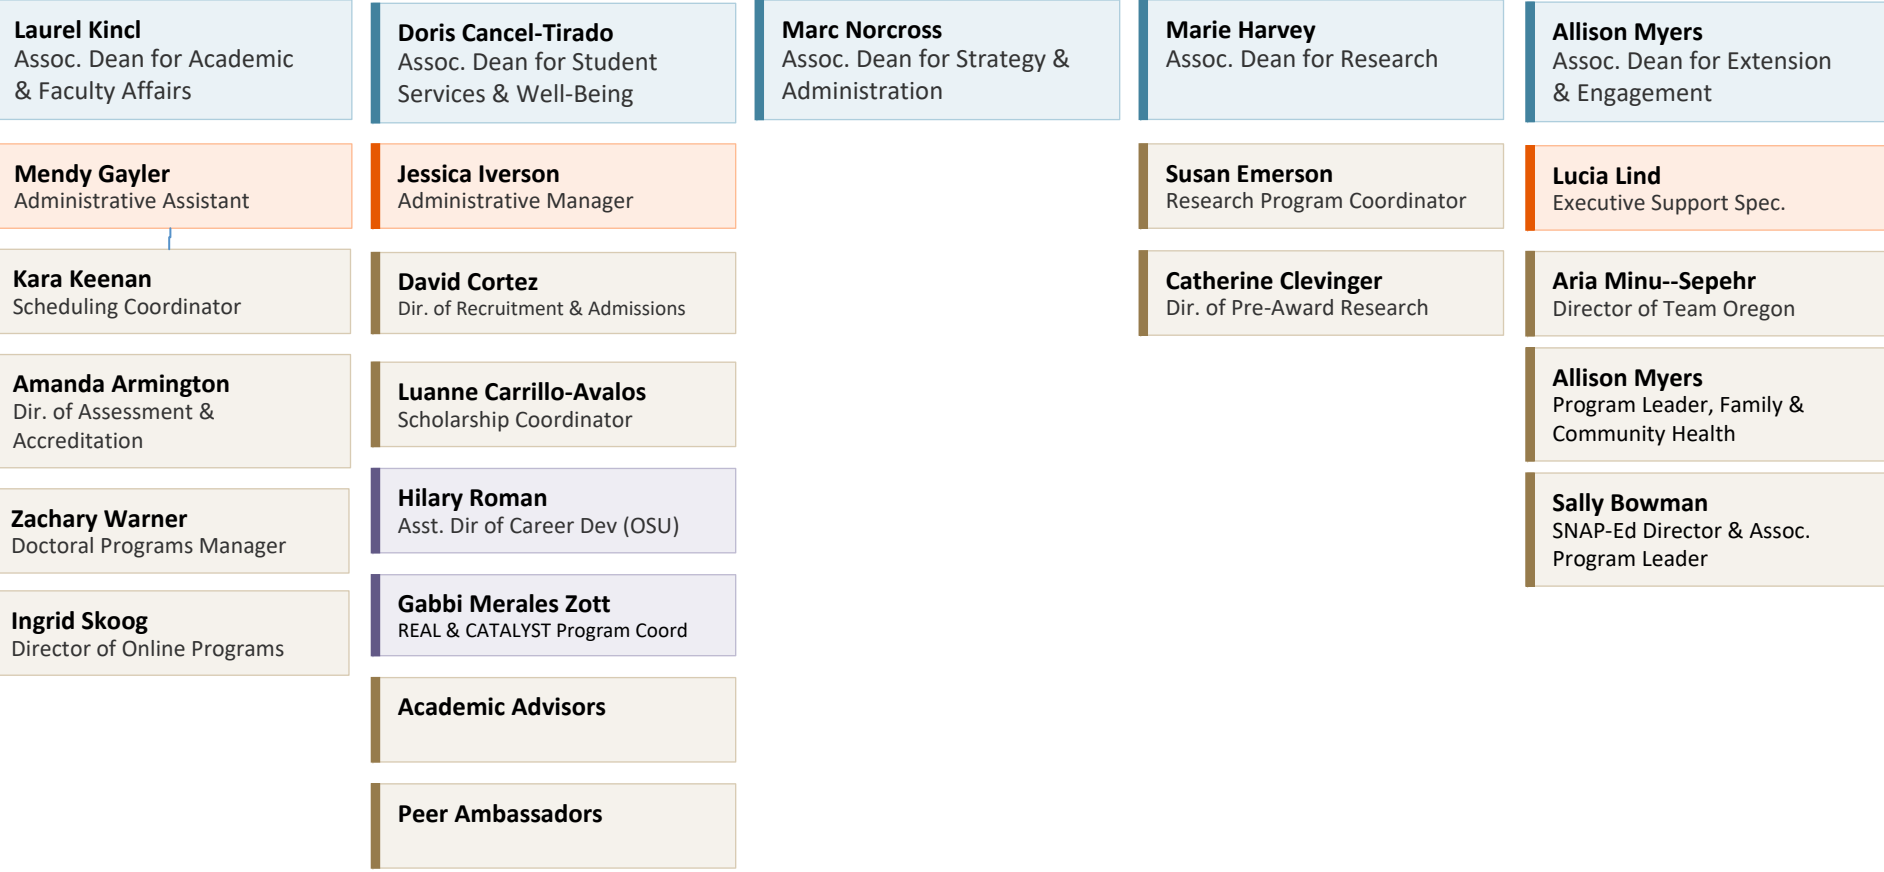 Laurel Kincl
Assoc. Dean for Academic
& Faculty Affairs
Mendy Gayler
Administrative Assistant
Kara Keenan
Scheduling Coordinator
Amanda Armington
Dir. of Assessment &
Accreditation
Zachary Warner
Doctoral Programs Manager
Ingrid Skoog
Director of Online Programs
Doris Cancel-Tirado
Assoc. Dean for Student
Services & Well-Being
Jessica Iverson
Administrative Manager
David Cortez
Dir. of Recruitment & Admissions
Luanne Carrillo-Avalos
Scholarship Coordinator
Hilary Roman
Asst. Dir of Career Dev (OSU)
Gabbi Merales Zott
REAL & CATALYST Program Coord
Academic Advisors
Peer Ambassadors
Marc Norcross
Assoc. Dean for Strategy &
Administration
Marie Harvey
Assoc. Dean for Research
Susan Emerson
Research Program Coordinator
Catherine Clevinger
Dir. of Pre-Award Research
Allison Myers
Assoc. Dean for Extension
& Engagement
Lucia Lind
Executive Support Spec.
Aria Minu--Sepehr
Director of Team Oregon
Allison Myers
Program Leader, Family &
Community Health
Sally Bowman
SNAP-Ed Director & Assoc.
Program Leader